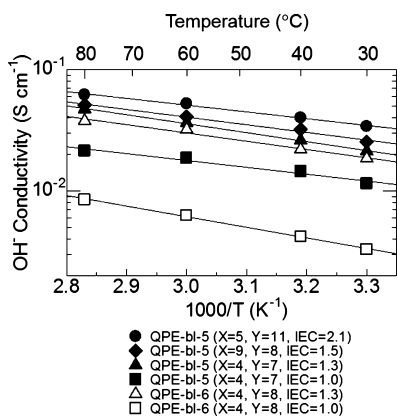 Temperature (°C)
80 70 60 50 40 30
10⁻¹
10⁻²
OH⁻ Conductivity (S cm⁻¹)
2.8 2.9 3.0 3.1 3.2 3.3
1000/T (K⁻¹)
QPE-bl-5 (X=5, Y=11, IEC=2.1)
QPE-bl-5 (X=9, Y=8, IEC=1.5)
QPE-bl-5 (X=4, Y=7, IEC=1.3)
QPE-bl-5 (X=4, Y=7, IEC=1.0)
QPE-bl-6 (X=4, Y=8, IEC=1.3)
QPE-bl-6 (X=4, Y=8, IEC=1.0)